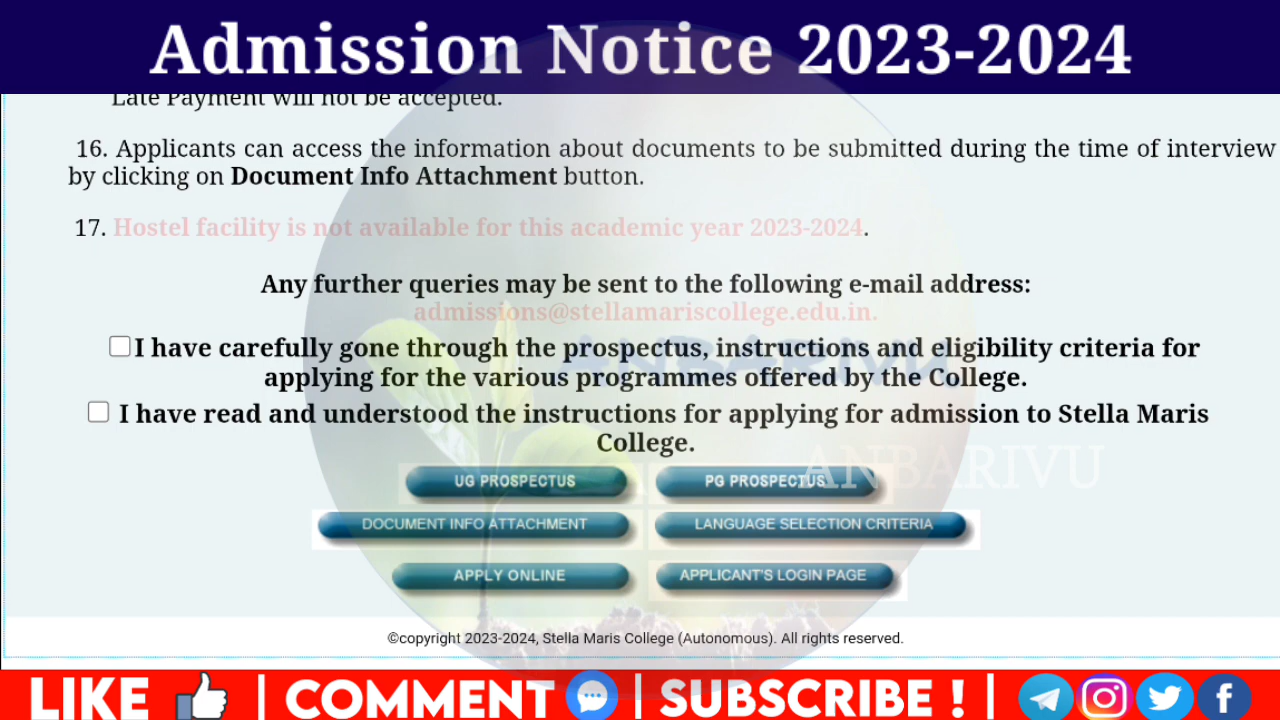 Admission Notice 2023-2024
Late Payment will not be accepted.
16. Applicants can access the information about documents to be submitted during the time of interview
by clicking on Document Info Attachment button.
17. Hostel facility is not available for this academic year 2023-2024.
Any further queries may be sent to the following e-mail address:
admissions@stellamariscollege.edu.in.
I have carefully gone through the prospectus, instructions and eligibility criteria for
applying for the various programmes offered by the College.
I have read and understood the instructions for applying for admission to Stella Maris
College.
ANBARIVU
ANBARIVU
UG PROSPECTUS PG PROSPECTUS
DOCUMENT INFO ATTACHMENT LANGUAGE SELECTION CRITERIA
APPLY ONLINE APPLICANT'S LOGIN PAGE
©copyright 2023-2024, Stella Maris College (Autonomous). All rights reserved.
LIKE | COMMENT | SUBSCRIBE ! |